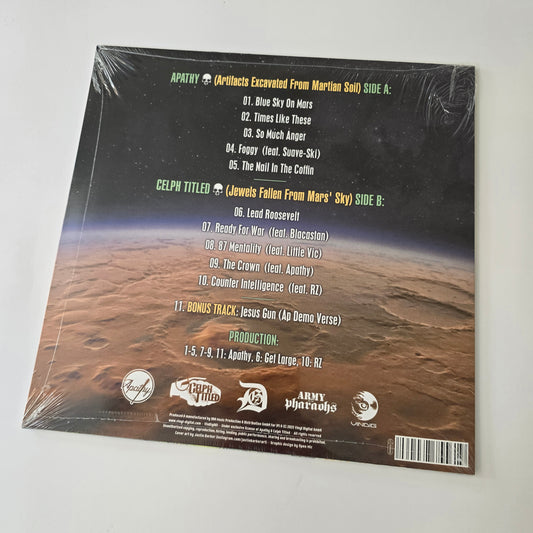 APATHY (Artifacts Excavated From Martian Soil) SIDE A:
01. Blue Sky On Mars
02. Times Like These
03. So Much Anger
04. Foggy (feat. Suave-Ski)
05. The Nail In The Coffin
CELPH TITLED (Jewels Fallen From Mars' Sky) SIDE B:
06. Lead Roosevelt
07. Ready For War (feat. Blacastan)
08. 87 Mentality (feat. Little Vic)
09. The Crown (feat. Apathy)
10. Counter Intelligence (feat. RZ)
11. BONUS TRACK: Jesus Gun (Ap Demo Verse)
PRODUCTION:
1-5, 7-9, 11: Apathy, 6: Get Large, 10: RZ
Apathy
CELPH TITLED
ARMY
Pharaohs
VINDIG